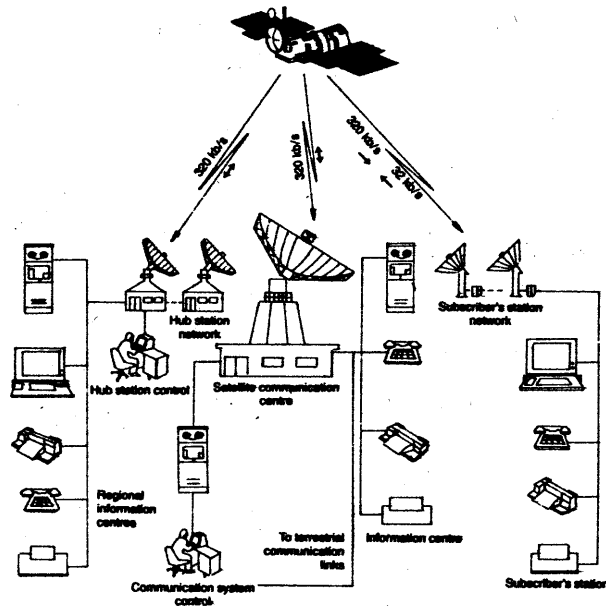 320 kb/s
320 kb/s
320 kb/s
32 kb/s
Hub station
network
Subscriber's station
network
Hub station control
Satellite communication
centre
Regional
information
centres
To terrestrial
communication
links
Information centre
Communication system
control
Subscriber's station